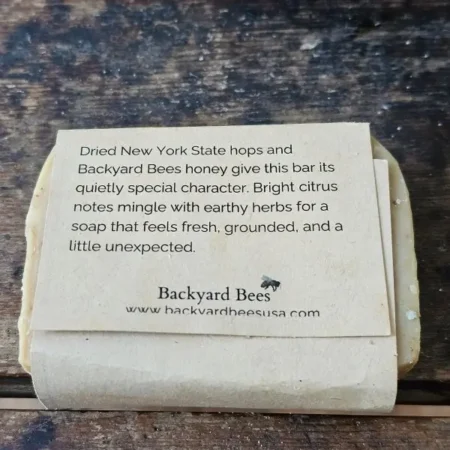 Dried New York State hops and
Backyard Bees honey give this bar its
quietly special character. Bright citrus
notes mingle with earthy herbs for a
soap that feels fresh, grounded, and a
little unexpected.
Backyard Bees
www.backyardbeesusa.com